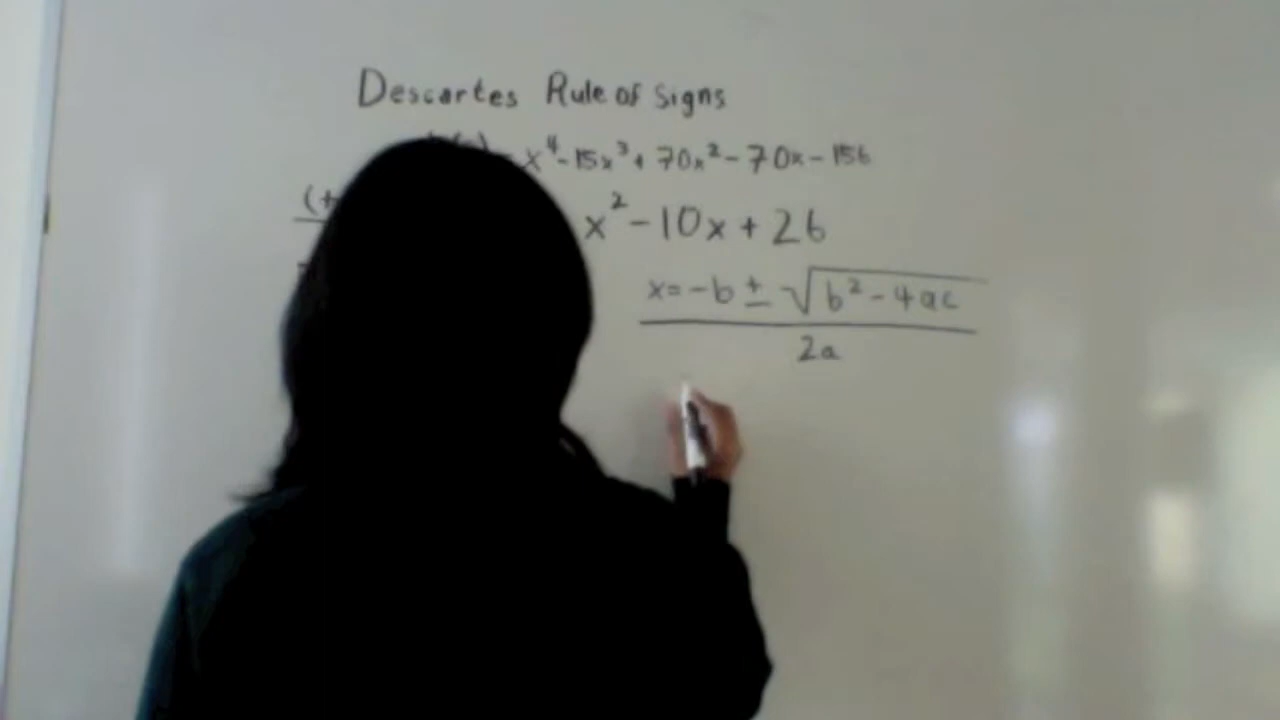 Descartes Rule of Signs
x⁴-15x³+70x²-70x-156
x²-10x+26
x=-b±√b²-4ac
2a